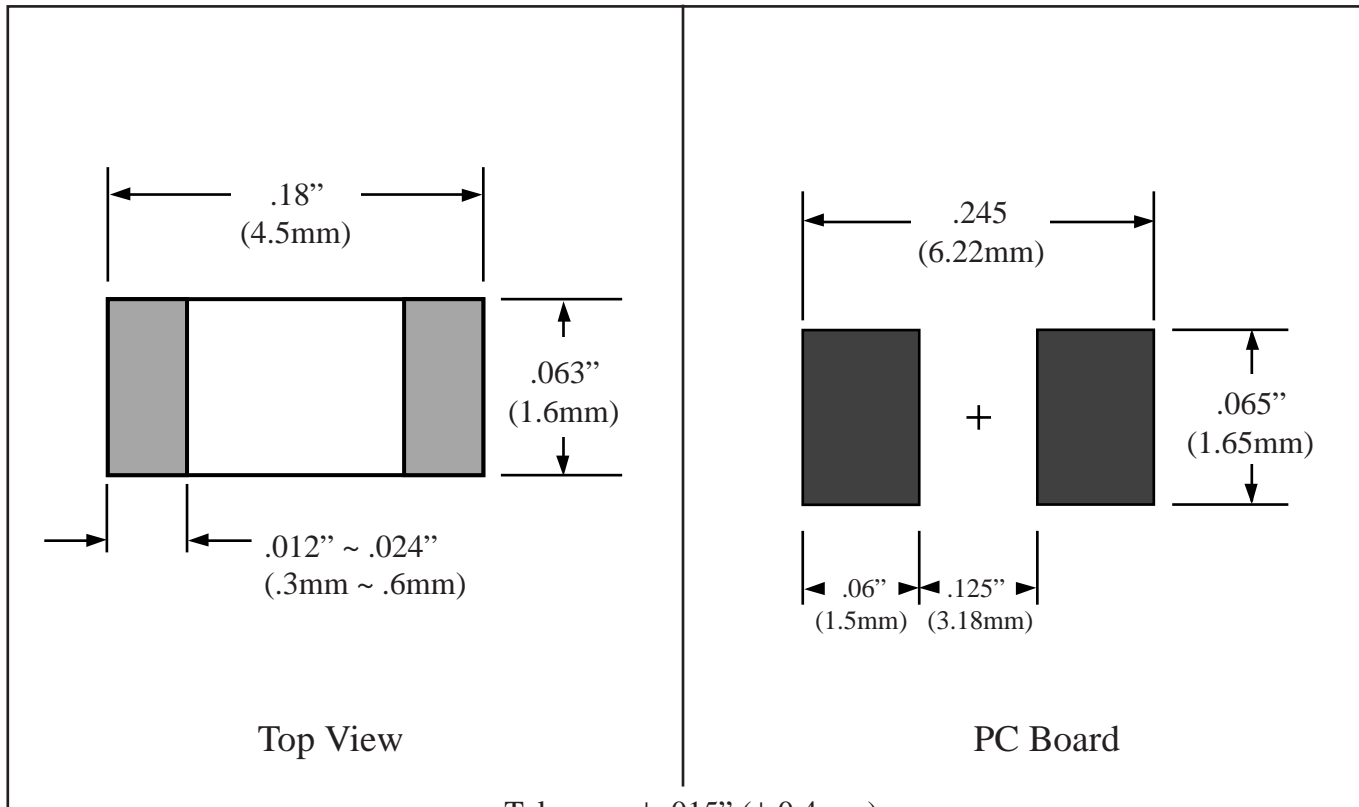 .18”
(4.5mm)
.063”
(1.6mm)
.012” ~ .024”
(.3mm ~ .6mm)
Top View
.245
(6.22mm)
+
.065”
(1.65mm)
.06”
(1.5mm)
.125”
(3.18mm)
PC Board
.015” (